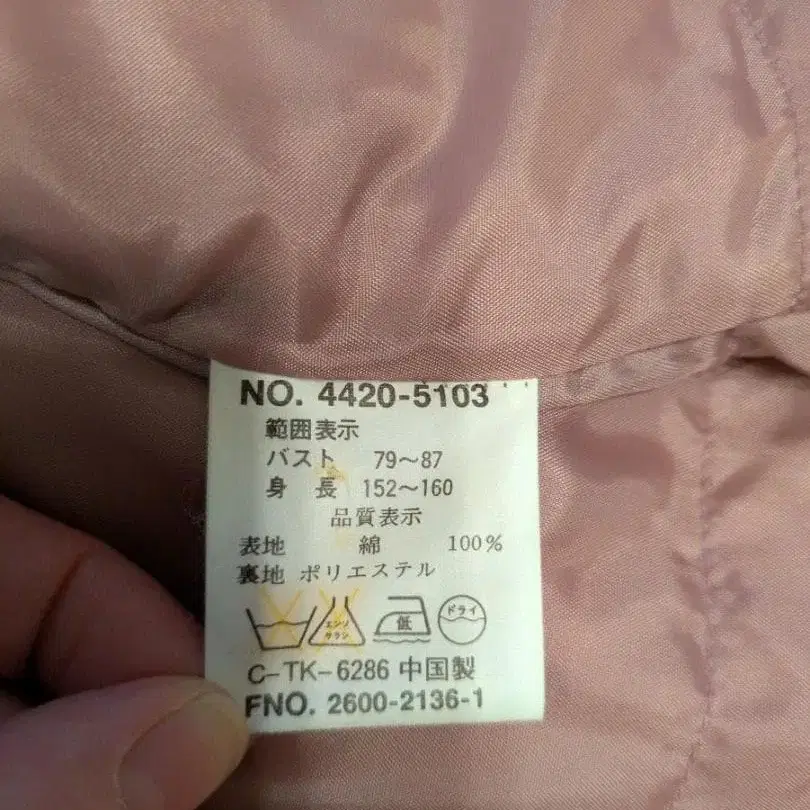 NO. 4420-5103
範囲表示
バスト 79〜87
身 長 152〜160
品質表示
表地 綿 100%
裏地 ポリエステル
エンソ サラシ 低 ドライ
C-TK-6286 中国製
FNO. 2600-2136-1